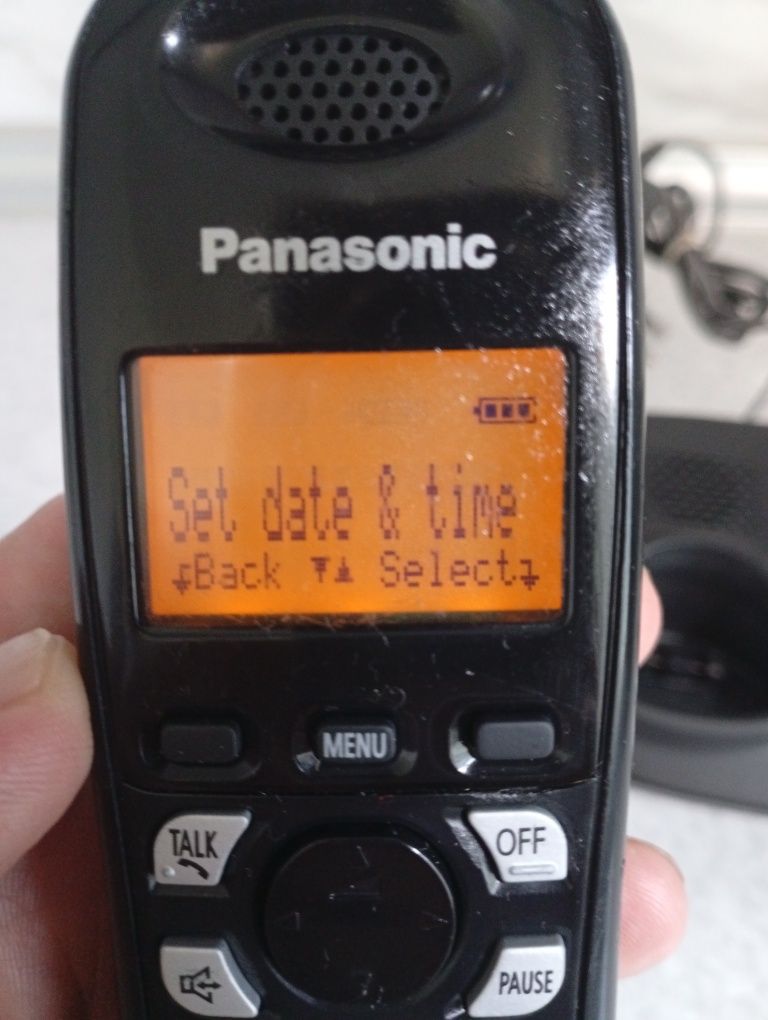 Panasonic
Set date & time
Back Select
MENU
TALK OFF
PAUSE